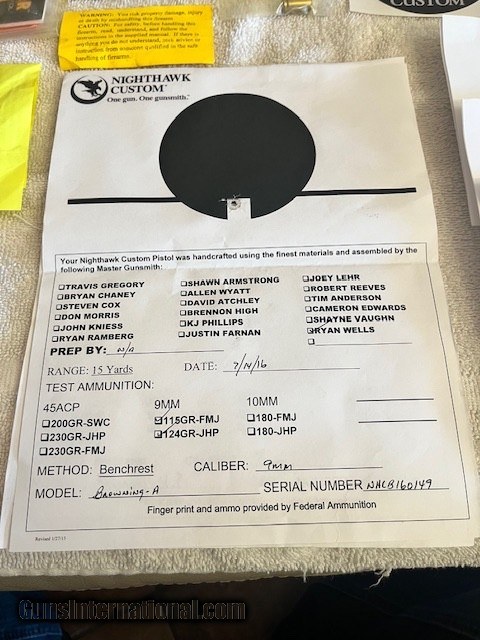 WARNING: You risk property damage, injury
or death by mishandling this firearm.
CAUTION: For safety, before handling this
firearm, read, understand, and follow the
instructions in the supplied manual. If there is
anything you do not understand, seek advice or
instruction from someone qualified in the safe
handling of firearms.
CUSTOM
NIGHTHAWK
CUSTOM
One gun. One gunsmith.
Your Nighthawk Custom Pistol was handcrafted using the finest materials and assembled by the
following Master Gunsmith:
☐TRAVIS GREGORY ☐SHAWN ARMSTRONG ☐JOEY LEHR
☐BRYAN CHANEY ☐ALLEN WYATT ☐ROBERT REEVES
☐STEVEN COX ☐DAVID ATCHLEY ☐TIM ANDERSON
☐DON MORRIS ☐BRENNON HIGH ☐CAMERON EDWARDS
☐JOHN KNIESS ☐KJ PHILLIPS ☐SHAYNE VAUGHN
☐RYAN RAMBERG ☐JUSTIN FARNAN ☑RYAN WELLS
PREP BY: N/A ☐
RANGE: 15 Yards DATE: 7/14/16
TEST AMMUNITION:
45ACP 9MM 10MM
☐200GR-SWC ☑115GR-FMJ ☐180-FMJ
☐230GR-JHP ☐124GR-JHP ☐180-JHP
☐230GR-FMJ
METHOD: Benchrest CALIBER: 9mm
MODEL: Browning-A SERIAL NUMBER NHCB160149
Finger print and ammo provided by Federal Ammunition
Revised 1/27/15
GunsInternational.com